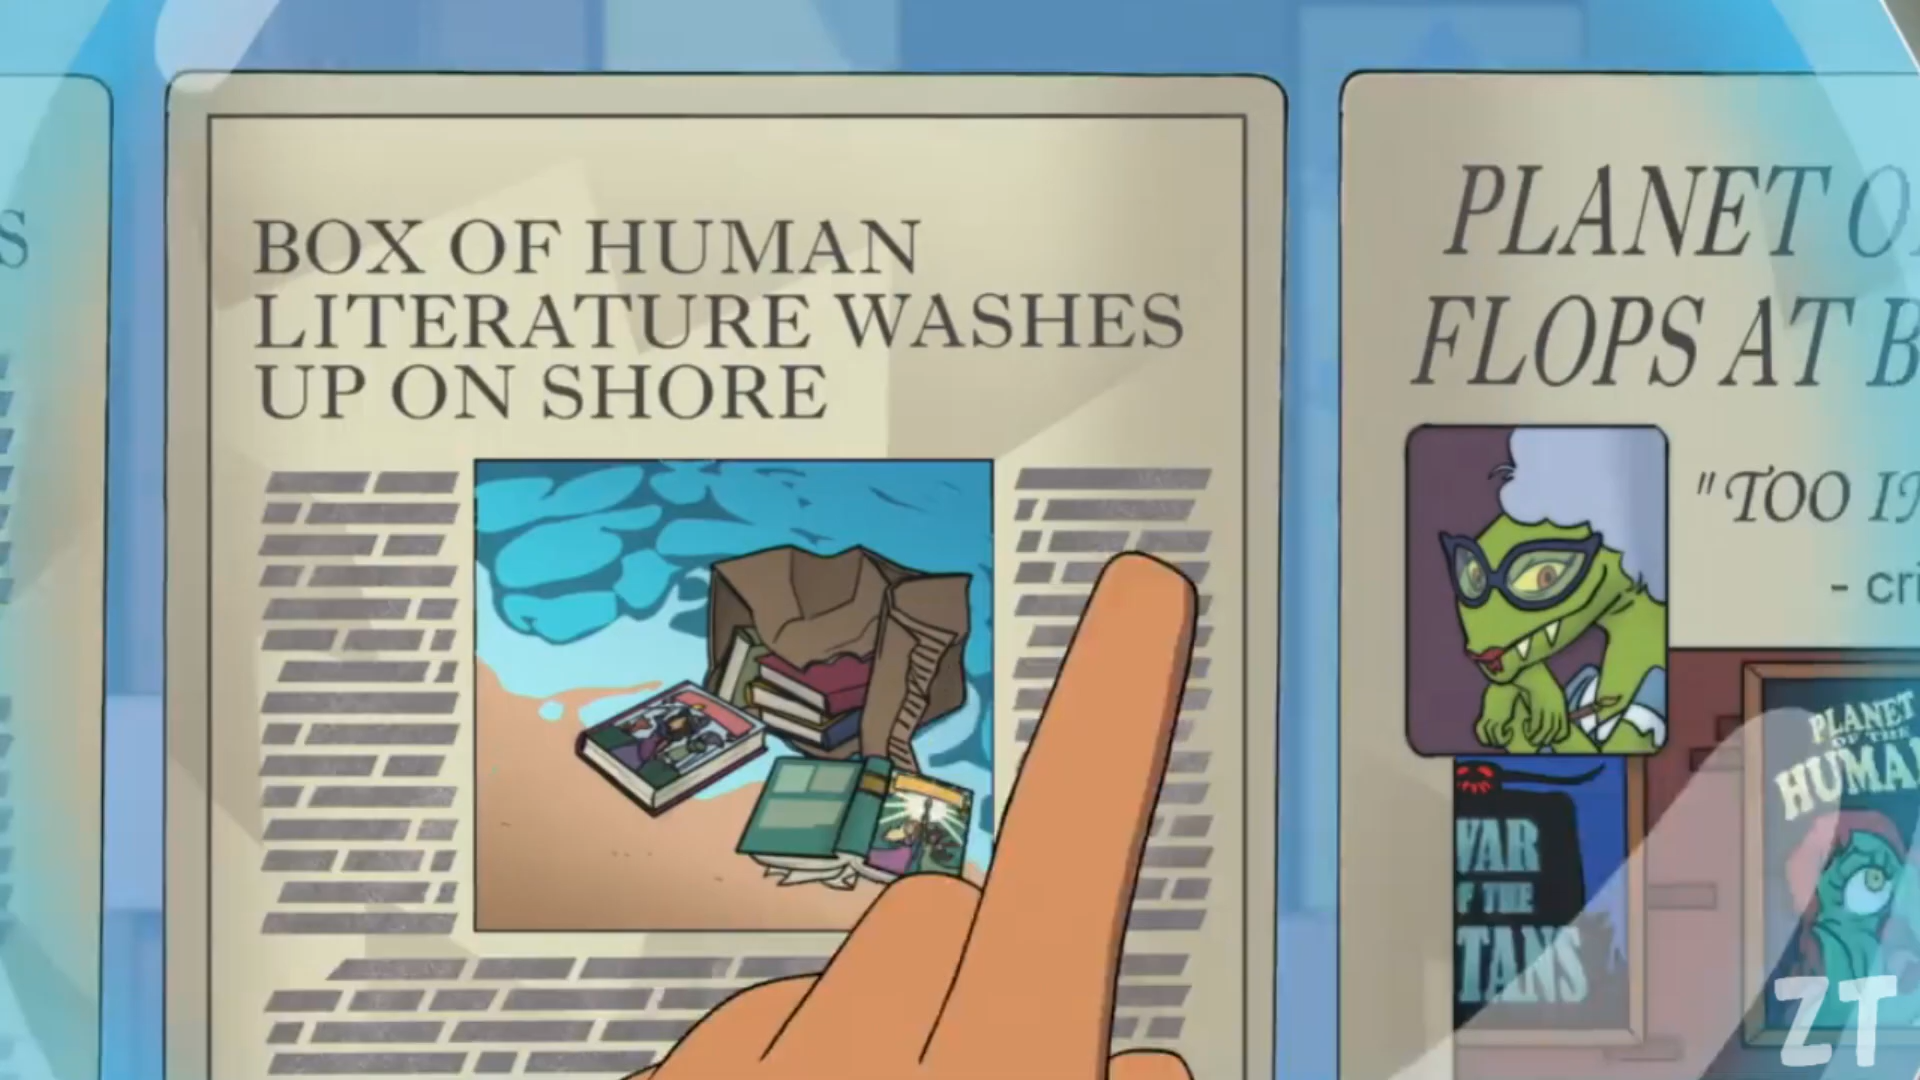 S
BOX OF HUMAN
LITERATURE WASHES
UP ON SHORE
PLANET O
FLOPS AT B
"TOO I
- cri
PLANET
OF THE
HUMA
WAR
OF THE
TANS
ZT